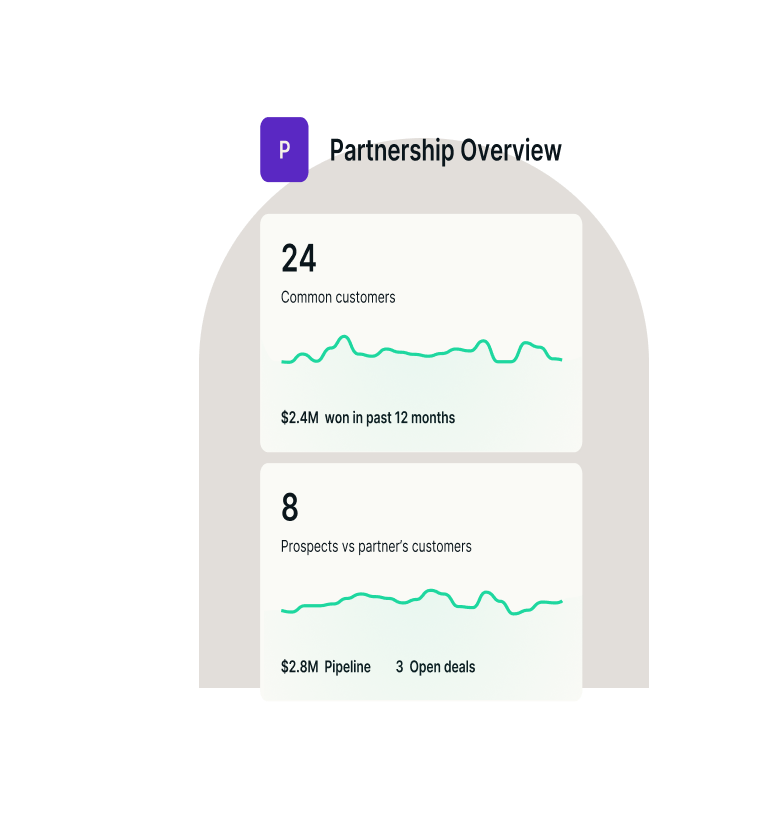 P
Partnership Overview
24
Common customers
$2.4M won in past 12 months
8
Prospects vs partner’s customers
$2.8M Pipeline 3 Open deals